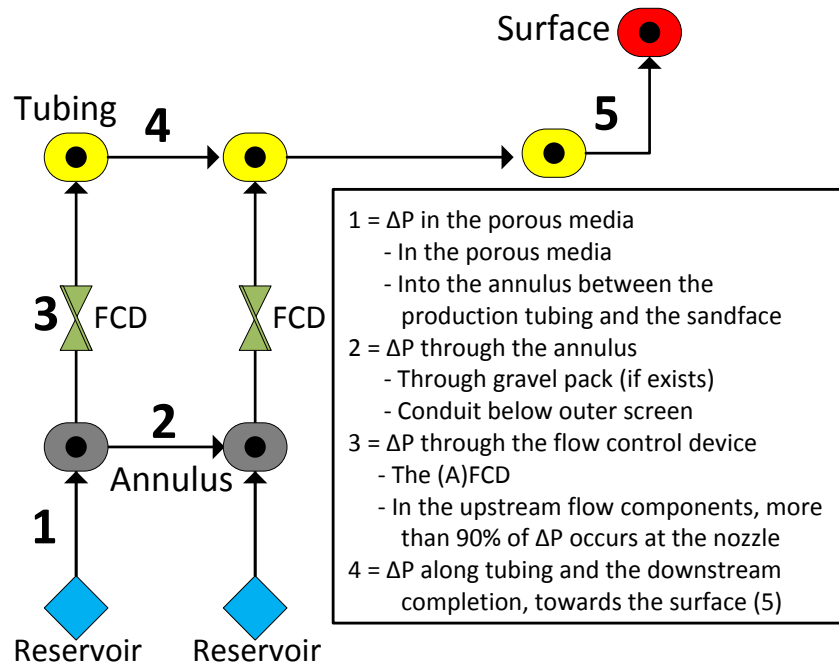 Surface
Tubing
4
5
3
FCD
FCD
2
Annulus
1
Reservoir
Reservoir
1 = ΔP in the porous media
- In the porous media
- Into the annulus between the
production tubing and the sandface
2 = ΔP through the annulus
- Through gravel pack (if exists)
- Conduit below outer screen
3 = ΔP through the flow control device
- The (A)FCD
- In the upstream flow components, more
than 90% of ΔP occurs at the nozzle
4 = ΔP along tubing and the downstream
completion, towards the surface (5)